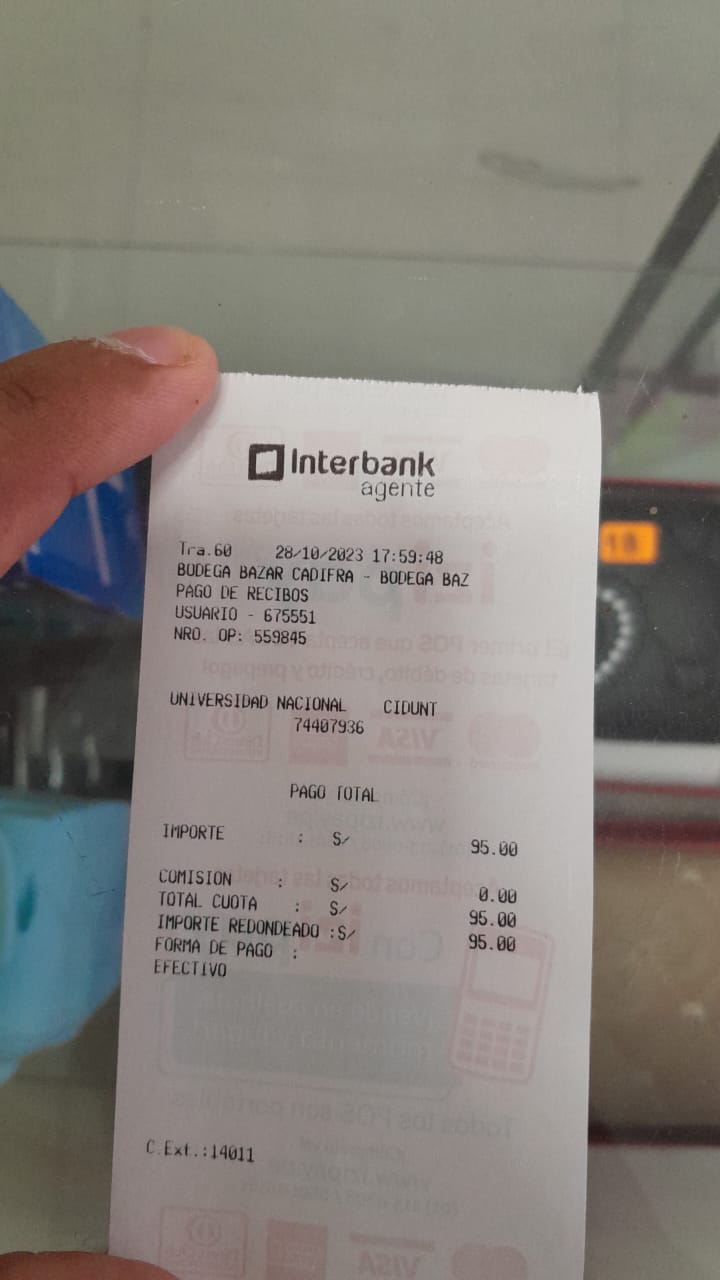 Interbank
agente
Tra.60 28/10/2023 17:59:48
BODEGA BAZAR CADIFRA - BODEGA BAZ
PAGO DE RECIBOS
USUARIO - 675551
NRO. OP: 559845
UNIVERSIDAD NACIONAL CIDUNT
74407936
PAGO TOTAL
IMPORTE : S/ 95.00
COMISION : S/ 0.00
TOTAL CUOTA : S/ 95.00
IMPORTE REDONDEADO :S/ 95.00
FORMA DE PAGO :
EFECTIVO
C.Ext.:14011